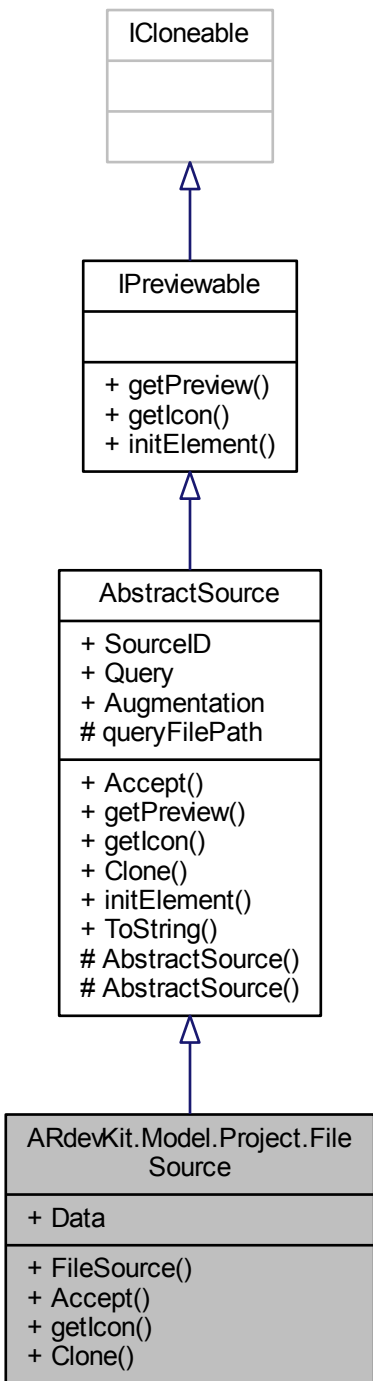 ICloneable
IPreviewable
+ getPreview()
+ getIcon()
+ initElement()
AbstractSource
+ SourceID
+ Query
+ Augmentation
# queryFilePath
+ Accept()
+ getPreview()
+ getIcon()
+ Clone()
+ initElement()
+ ToString()
# AbstractSource()
# AbstractSource()
ARdevKit.Model.Project.File
Source
+ Data
+ FileSource()
+ Accept()
+ getIcon()
+ Clone()